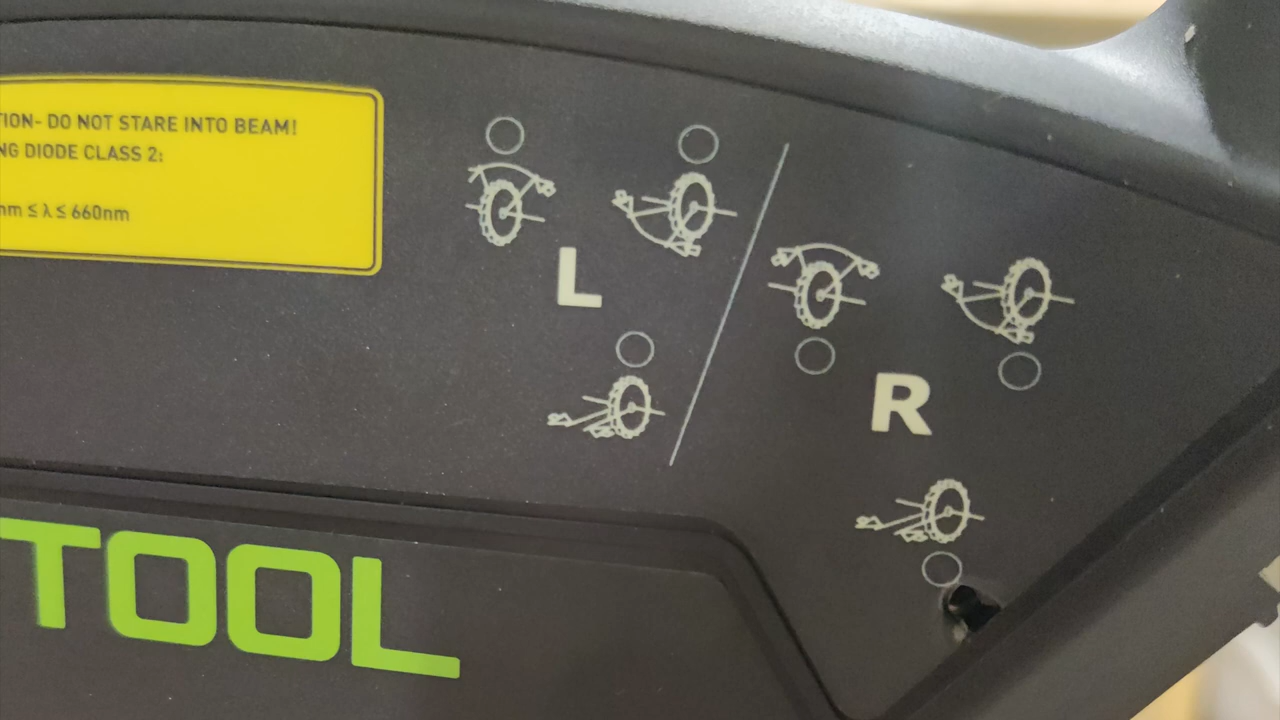 TION- DO NOT STARE INTO BEAM!
NG DIODE CLASS 2:
nm ≤ λ ≤ 660nm
L
R
TOOL